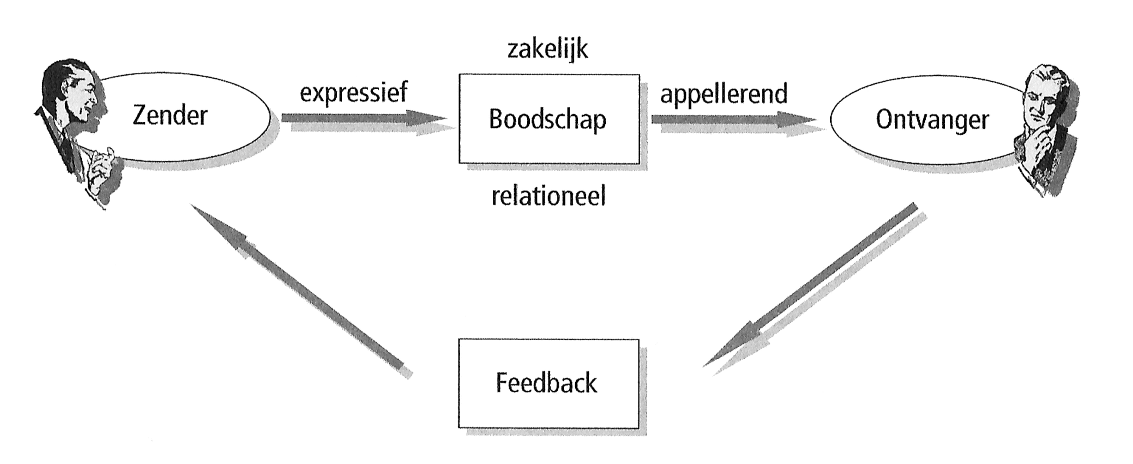 zakelijk
expressief
appellerend
Zender
Boodschap
Ontvanger
relationeel
Feedback